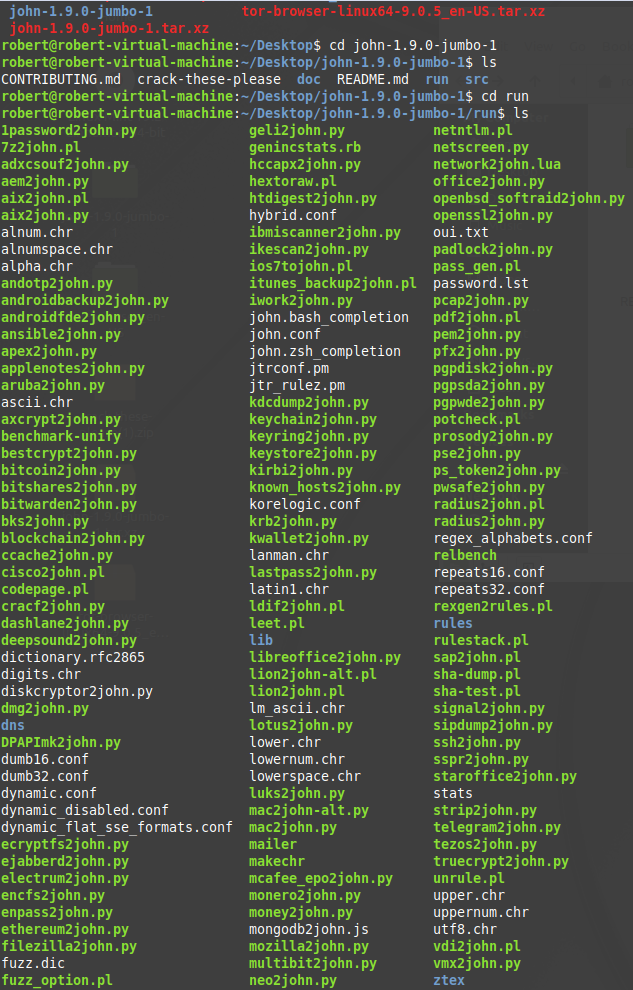 john-1.9.0-jumbo-1 tor-browser-linux64-9.0.5_en-US.tar.xz
john-1.9.0-jumbo-1.tar.xz
robert@robert-virtual-machine:~/Desktop$ cd john-1.9.0-jumbo-1
robert@robert-virtual-machine:~/Desktop/john-1.9.0-jumbo-1$ ls
CONTRIBUTING.md crack-these-please doc README.md run src
robert@robert-virtual-machine:~/Desktop/john-1.9.0-jumbo-1$ cd run
robert@robert-virtual-machine:~/Desktop/john-1.9.0-jumbo-1/run$ ls
1password2john.py geli2john.py netntlm.pl
7z2john.pl genincstats.rb netscreen.py
adxcsouf2john.py hccapx2john.py network2john.lua
aem2john.py hextoraw.pl office2john.py
aix2john.pl htdigest2john.py openbsd_softraid2john.py
aix2john.py hybrid.conf openssl2john.py
alnum.chr ibmiscanner2john.py oui.txt
alnumspace.chr ikescan2john.py padlock2john.py
alpha.chr ios7tojohn.pl pass_gen.pl
andotp2john.py itunes_backup2john.pl password.lst
androidbackup2john.py iwork2john.py pcap2john.py
androidfde2john.py john.bash_completion pdf2john.pl
ansible2john.py john.conf pem2john.py
apex2john.py john.zsh_completion pfx2john.py
applenotes2john.py jtrconf.pm pgpdisk2john.py
aruba2john.py jtr_rulez.pm pgpsda2john.py
ascii.chr kdcdump2john.py pgpwde2john.py
axcrypt2john.py keychain2john.py potcheck.pl
benchmark-unify keyring2john.py prosody2john.py
bestcrypt2john.py keystore2john.py pse2john.py
bitcoin2john.py kirbi2john.py ps_token2john.py
bitshares2john.py known_hosts2john.py pwsafe2john.py
bitwarden2john.py korelogic.conf radius2john.pl
bks2john.py krb2john.py radius2john.py
blockchain2john.py kwallet2john.py regex_alphabets.conf
ccache2john.py lanman.chr relbench
cisco2john.pl lastpass2john.py repeats16.conf
codepage.pl latin1.chr repeats32.conf
cracf2john.py ldif2john.pl rexgen2rules.pl
dashlane2john.py leet.pl rules
deepsound2john.py lib rulestack.pl
dictionary.rfc2865 libreoffice2john.py sap2john.pl
digits.chr lion2john-alt.pl sha-dump.pl
diskcryptor2john.py lion2john.pl sha-test.pl
dmg2john.py lm_ascii.chr signal2john.py
dns lotus2john.py sipdump2john.py
DPAPImk2john.py lower.chr ssh2john.py
dumb16.conf lowernum.chr sspr2john.py
dumb32.conf lowerspace.chr staroffice2john.py
dynamic.conf luks2john.py stats
dynamic_disabled.conf mac2john-alt.py strip2john.py
dynamic_flat_sse_formats.conf mac2john.py telegram2john.py
ecryptfs2john.py mailer tezos2john.py
ejabberd2john.py makechr truecrypt2john.py
electrum2john.py mcafee_epo2john.py unrule.pl
encfs2john.py monero2john.py upper.chr
enpass2john.py money2john.py uppernum.chr
ethereum2john.py mongodb2john.js utf8.chr
filezilla2john.py mozilla2john.py vdi2john.pl
fuzz.dic multibit2john.py vmx2john.py
fuzz_option.pl neo2john.py ztex